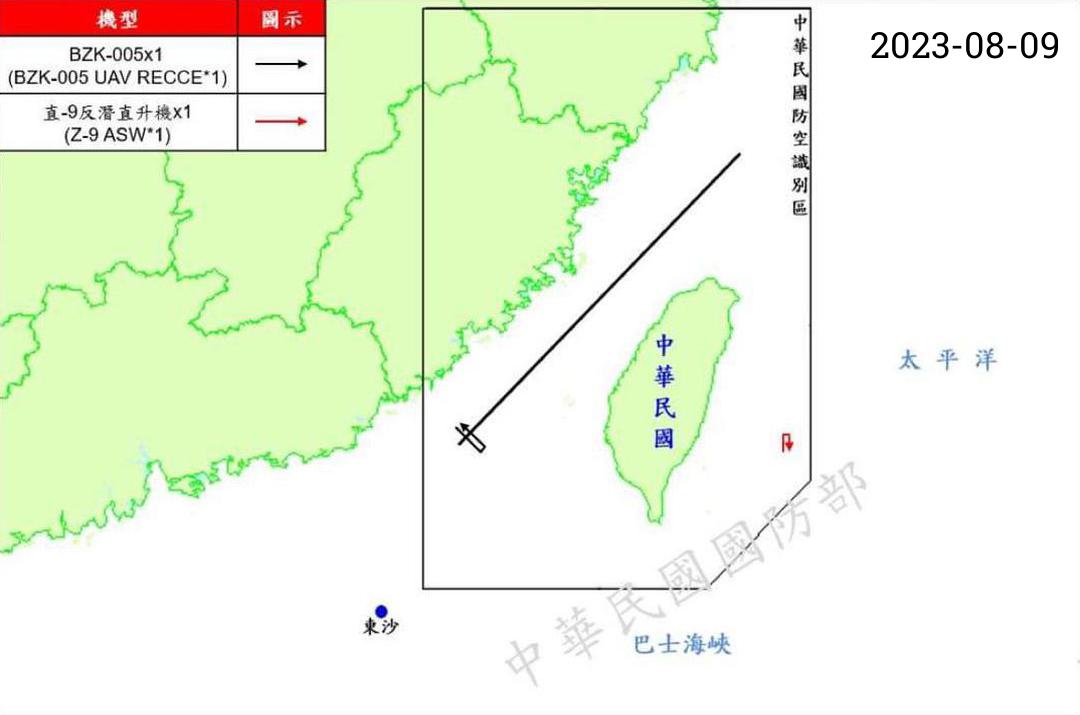 機型 圖示
BZK-005x1
(BZK-005 UAV RECCE*1)
直-9反潛直升機x1
(Z-9 ASW*1)
2023-08-09
中華民國防空識別區
中華民國
太平洋
東沙
巴士海峽
中華民國國防部